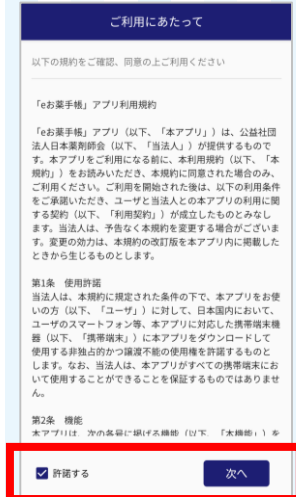 ご利用にあたって
以下の規約をご確認、同意の上ご利用ください
「eお薬手帳」アプリ利用規約
「eお薬手帳」アプリ（以下、「本アプリ」）は、公益社団
法人日本薬剤師会（以下、「当法人」）が提供するもので
す。本アプリをご利用になる前に、本利用規約（以下、「本
規約」）をお読みいただき、本規約に同意された場合のみ、
ご利用ください。ご利用を開始された後は、以下の利用条件
をご承諾いただき、ユーザと当法人との本アプリの利用に関
する契約（以下、「利用契約」）が成立したものとみなし
ます。当法人は、予告なく本規約を変更する場合がございま
す。変更の効力は、本規約の改訂版を本アプリ内に掲載した
ときから生じるものとします。
第1条　使用許諾
当法人は、本規約に規定された条件の下で、本アプリをお使
いの方（以下、「ユーザ」）に対して、日本国内において、
ユーザのスマートフォン等、本アプリに対応した携帯端末機
器（以下、「携帯端末」）に本アプリをダウンロードして
使用する非独占的かつ譲渡不能の使用権を許諾するものと
します。なお、当法人は、本アプリがすべての携帯端末にお
いて使用することができることを保証するものではありませ
ん。
第2条　機能
本アプリは、次の各号に掲げる機能（以下、「本機能」）を
許諾する
次へ